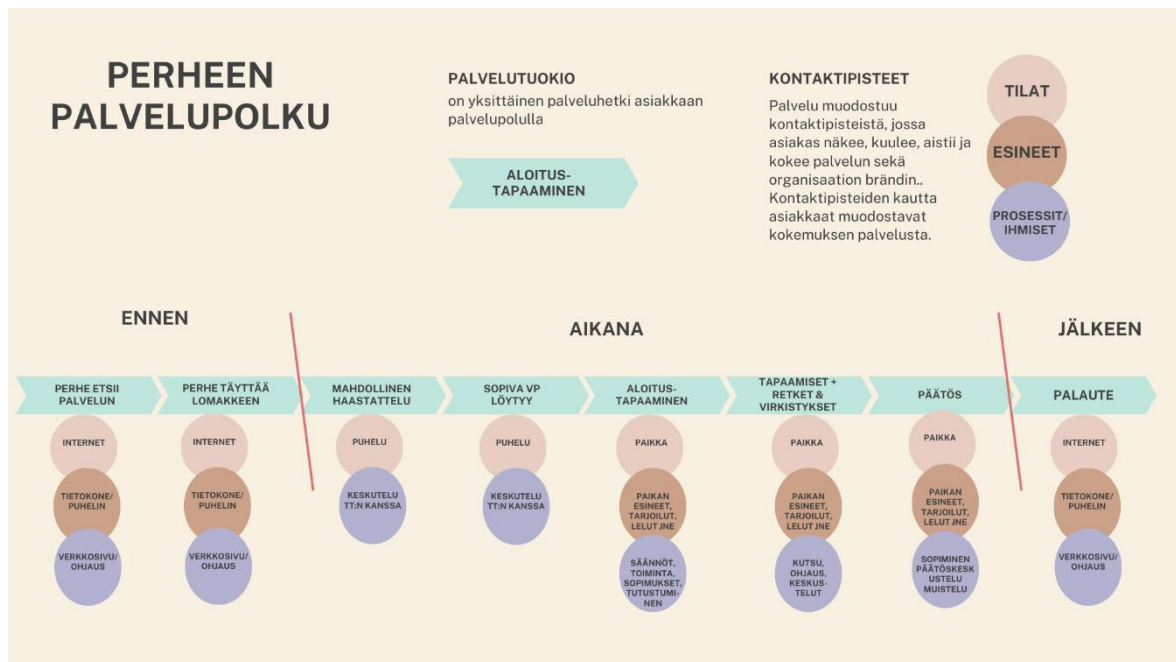 PERHEEN
PALVELUPOLKU
PALVELUTUOKIO
on yksittäinen palveluhetki asiakkaan
palvelupolulla
ALOITUS-
TAPAAMINEN
KONTAKTIPISTEET
Palvelu muodostuu
kontaktipisteistä, jossa
asiakas näkee, kuulee, aistii ja
kokee palvelun sekä
organisaation brändin..
Kontaktipisteiden kautta
asiakkaat muodostavat
kokemuksen palvelusta.
TILAT
ESINEET
PROSESSIT/
IHMISET
ENNEN
AIKANA
JÄLKEEN
PERHE ETSII
PALVELUN
PERHE TÄYTTÄÄ
LOMAKKEEN
MAHDOLLINEN
HAASTATTELU
SOPIVA VP
LÖYTYY
ALOITUS-
TAPAAMINEN
TAPAAMISET +
RETKET &
VIRKISTYKSET
PÄÄTÖS
PALAUTE
INTERNET
TIETOKONE/
PUHELIN
VERKKOSIVU/
OHJAUS
INTERNET
TIETOKONE/
PUHELIN
VERKKOSIVU/
OHJAUS
PUHELU
KESKUTELU
TT:N KANSSA
PUHELU
KESKUTELU
TT:N KANSSA
PAIKKA
PAIKAN
ESINEET,
TARJOILUT,
LELUT JNE
SÄÄNNÖT,
TOIMINTA,
SOPIMUKSET,
TUTUSTUMI-
NEN
PAIKKA
PAIKAN
ESINEET,
TARJOILUT,
LELUT JNE
KUTSU,
OHJAUS,
KESKUS-
TELUT
PAIKKA
PAIKAN
ESINEET,
TARJOILUT,
LELUT JNE
SOPIMINEN
PÄÄTÖSKESK
USTELU
MUISTELU
INTERNET
TIETOKONE/
PUHELIN
VERKKOSIVU/
OHJAUS